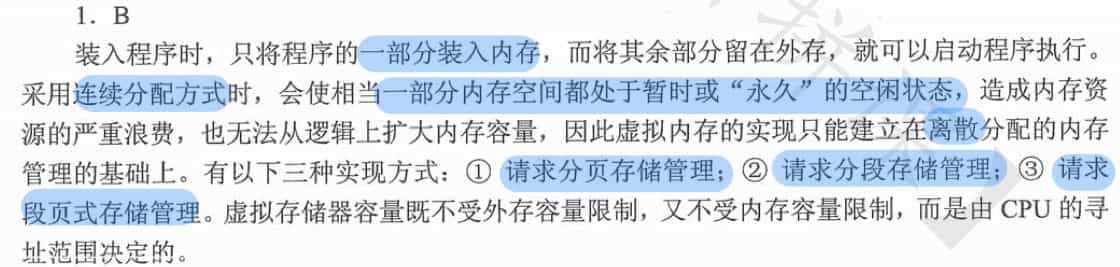 1. B
装入程序时，只将程序的一部分装入内存，而将其余部分留在外存，就可以启动程序执行。
采用连续分配方式时，会使相当一部分内存空间都处于暂时或“永久”的空闲状态，造成内存资
源的严重浪费，也无法从逻辑上扩大内存容量，因此虚拟内存的实现只能建立在离散分配的内存
管理的基础上。有以下三种实现方式：① 请求分页存储管理；② 请求分段存储管理；③ 请求
段页式存储管理。虚拟存储器容量既不受外存容量限制，又不受内存容量限制，而是由 CPU 的寻
址范围决定的。